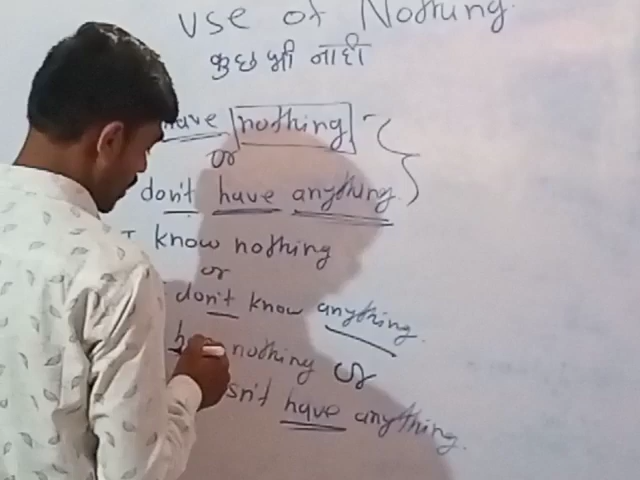 Use of Nothing.
कुछ भी नाही
have nothing
or
don't have anything.
I know nothing
or
don't know anything.
nothing or
sn't have anything.